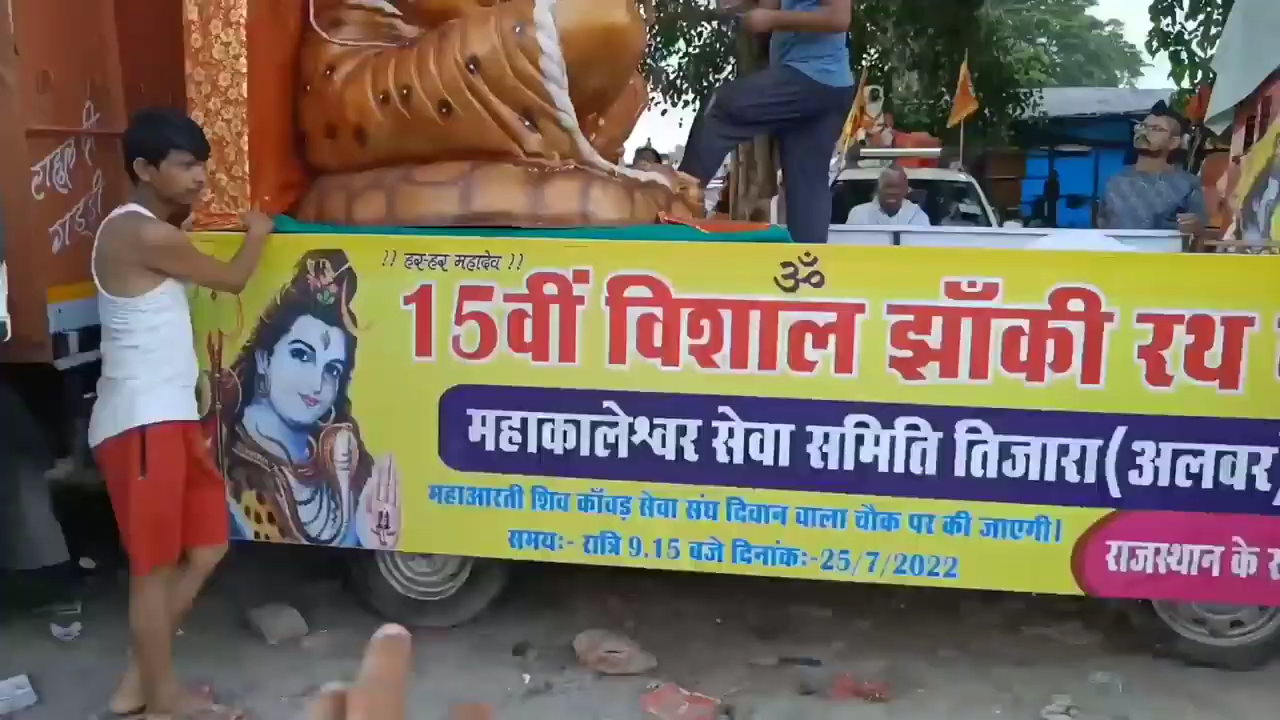 !! हर-हर महादेव !!
ॐ
15वीं विशाल झाँकी रथ
महाकालेश्वर सेवा समिति तिजारा (अलवर)
महाआरती शिव काँवड़ सेवा संघ दिवान वाला चौक पर की जाएगी।
समयः- रात्रि 9.15 बजे दिनांकः-25/7/2022
राजस्थान के